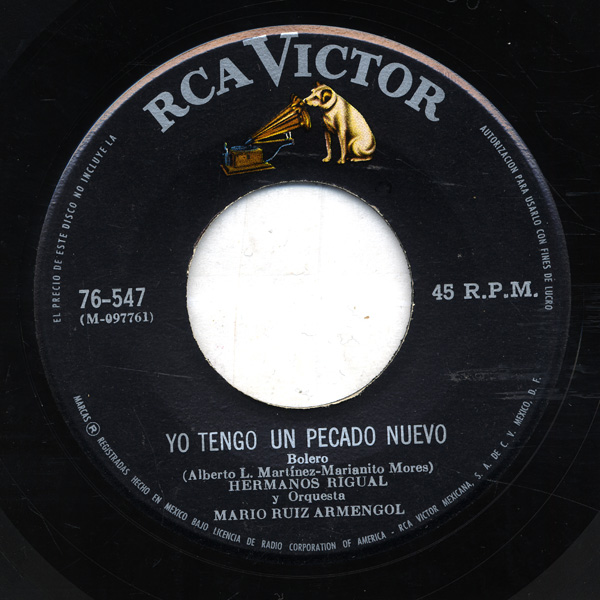 RCA VICTOR
EL PRECIO DE ESTE DISCO NO INCLUYE LA
AUTORIZACION PARA USARLO CON FINES DE LUCRO
76-547
(M-097761)
45 R.P.M.
YO TENGO UN PECADO NUEVO
Bolero
(Alberto L. Martínez-Marianito Mores)
HERMANOS RIGUAL
y Orquesta
MARIO RUIZ ARMENGOL
MARCAS ® REGISTRADAS HECHO EN MEXICO BAJO LICENCIA DE RADIO CORPORATION OF AMERICA - RCA VICTOR MEXICANA, S. A. DE C. V. MEXICO, D. F.